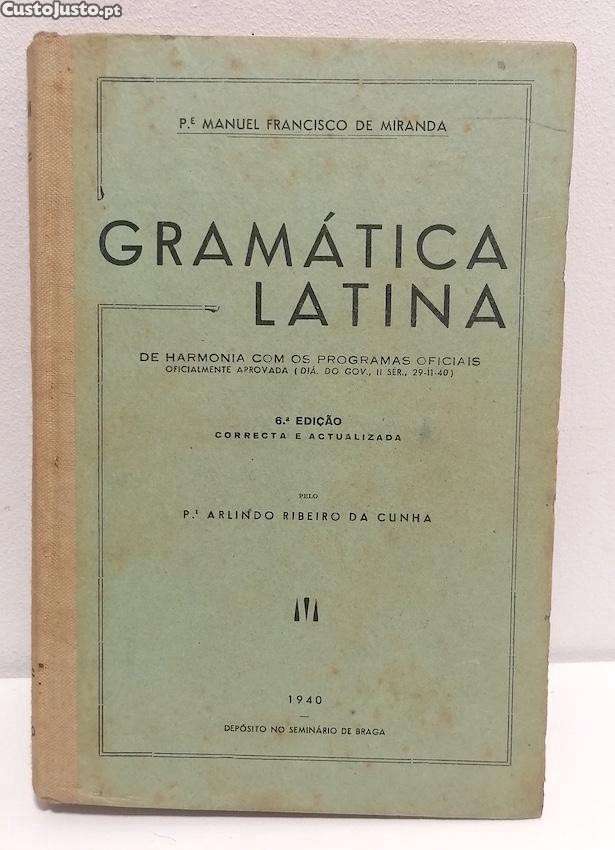 CustoJusto.pt
P.E MANUEL FRANCISCO DE MIRANDA
GRAMÁTICA
LATINA
DE HARMONIA COM OS PROGRAMAS OFICIAIS
OFICIALMENTE APROVADA (DIÁ. DO GOV., II SÉR., 29-II-40)
6.ª EDIÇÃO
CORRECTA E ACTUALIZADA
PELO
P.E ARLINDO RIBEIRO DA CUNHA
1940
DEPÓSITO NO SEMINÁRIO DE BRAGA